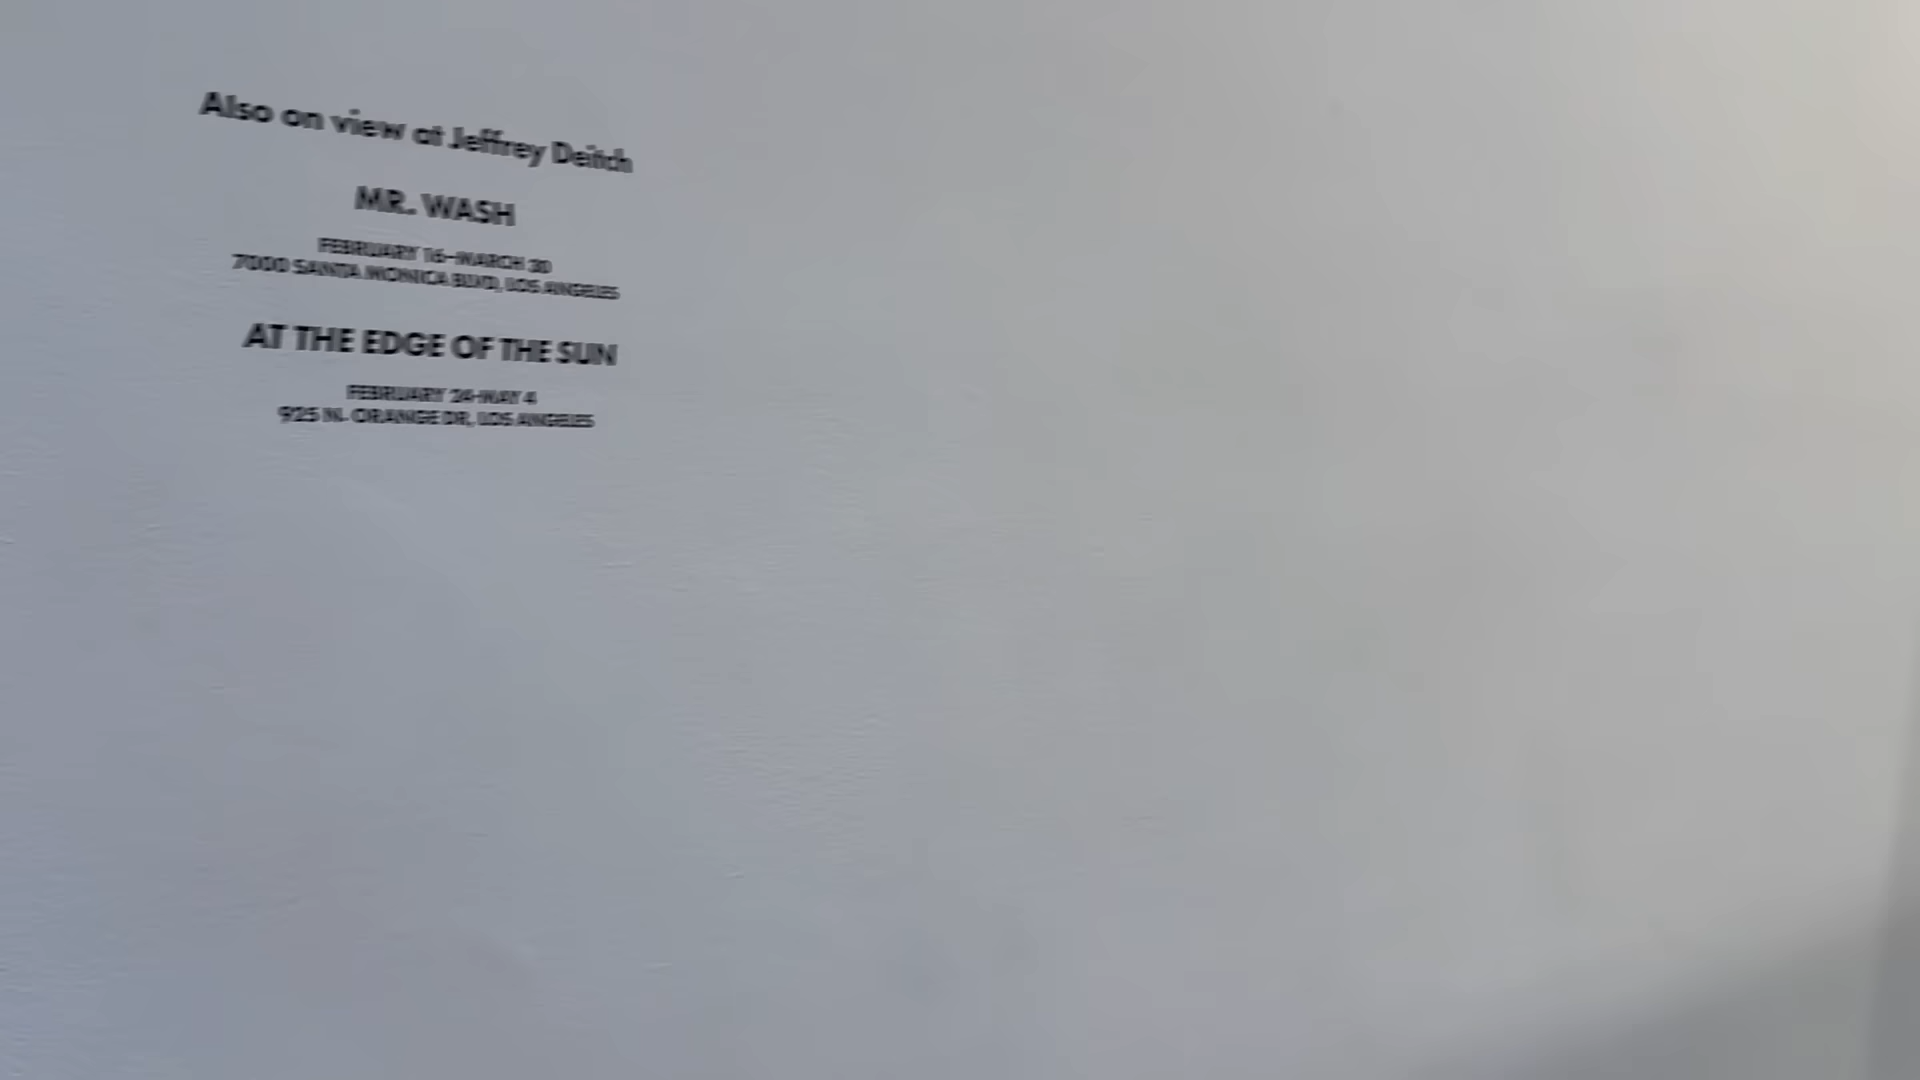 Also on view at Jeffrey Deitch
MR. WASH
FEBRUARY 16–MARCH 30
7000 SANTA MONICA BLVD, LOS ANGELES
AT THE EDGE OF THE SUN
FEBRUARY 24-MAY 4
925 N. ORANGE DR, LOS ANGELES